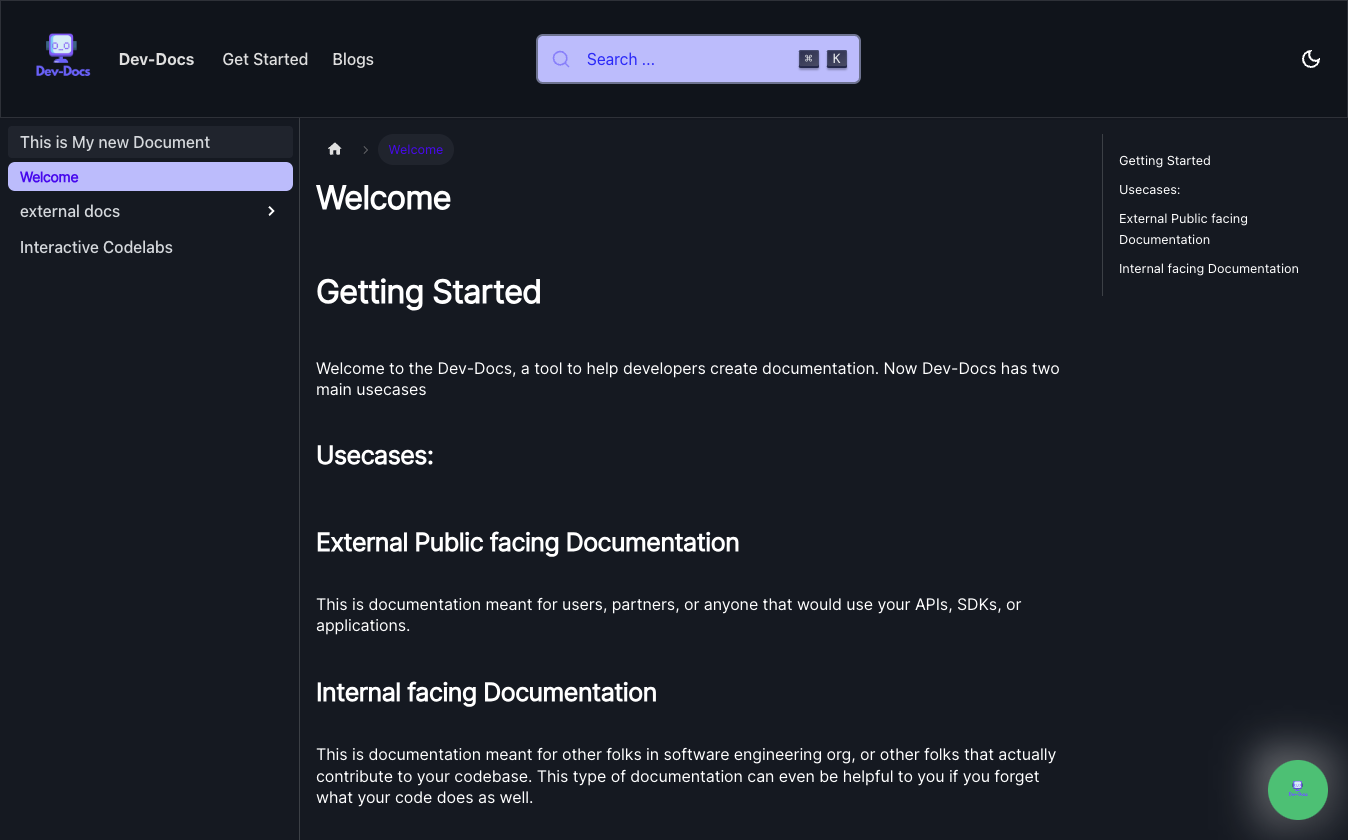 O_O
Dev-Docs
Dev-Docs
Get Started
Blogs
Search ...
⌘ K
This is My new Document
Welcome
external docs
Interactive Codelabs
Welcome
Welcome
Getting Started
Welcome to the Dev-Docs, a tool to help developers create documentation. Now Dev-Docs has two
main usecases
Usecases:
External Public facing Documentation
This is documentation meant for users, partners, or anyone that would use your APIs, SDKs, or
applications.
Internal facing Documentation
This is documentation meant for other folks in software engineering org, or other folks that actually
contribute to your codebase. This type of documentation can even be helpful to you if you forget
what your code does as well.
Getting Started
Usecases:
External Public facing
Documentation
Internal facing Documentation
Dev-Docs